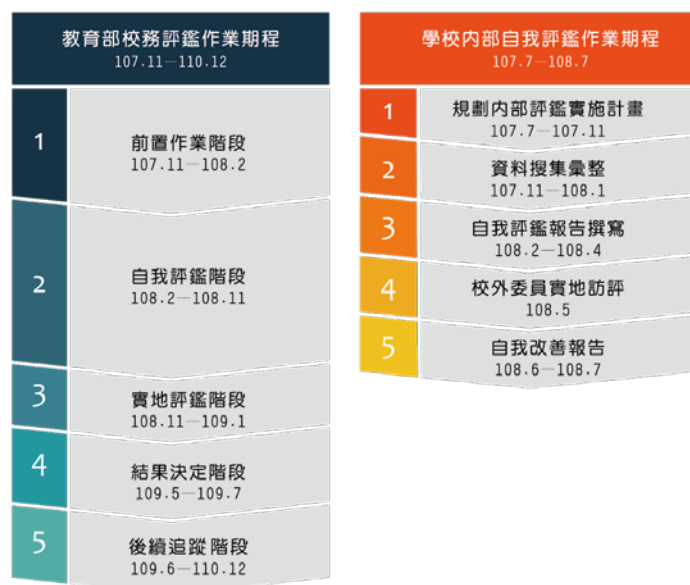 教育部校務評鑑作業期程
107.11—110.12
1
前置作業階段
107.11—108.2
2
自我評鑑階段
108.2—108.11
3
實地評鑑階段
108.11—109.1
4
結果決定階段
109.5—109.7
5
後續追蹤階段
109.6—110.12
學校內部自我評鑑作業期程
107.7—108.7
1
規劃內部評鑑實施計畫
107.7—107.11
2
資料搜集彙整
107.11—108.1
3
自我評鑑報告撰寫
108.2—108.4
4
校外委員實地訪評
108.5
5
自我改善報告
108.6—108.7